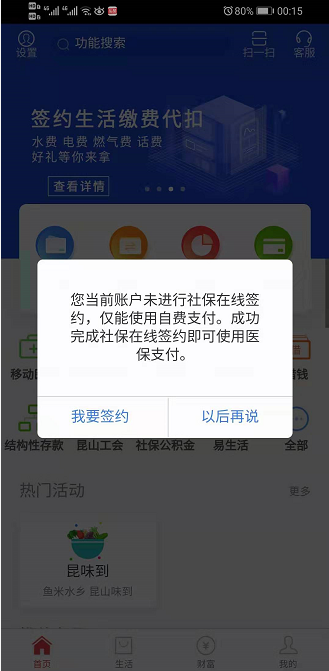 80% 00:15
设置
功能搜索
扫一扫
客服
签约生活缴费代扣
水费 电费 燃气费 话费
好礼等你来拿
查看详情
您当前账户未进行社保在线签
约，仅能使用自费支付。成功
完成社保在线签约即可使用医
保支付。
我要签约
以后再说
移动
借钱
结构性存款
昆山工会
社保公积金
易生活
全部
热门活动
更多
昆味到
鱼米水乡 昆山味到
首页
生活
财富
我的